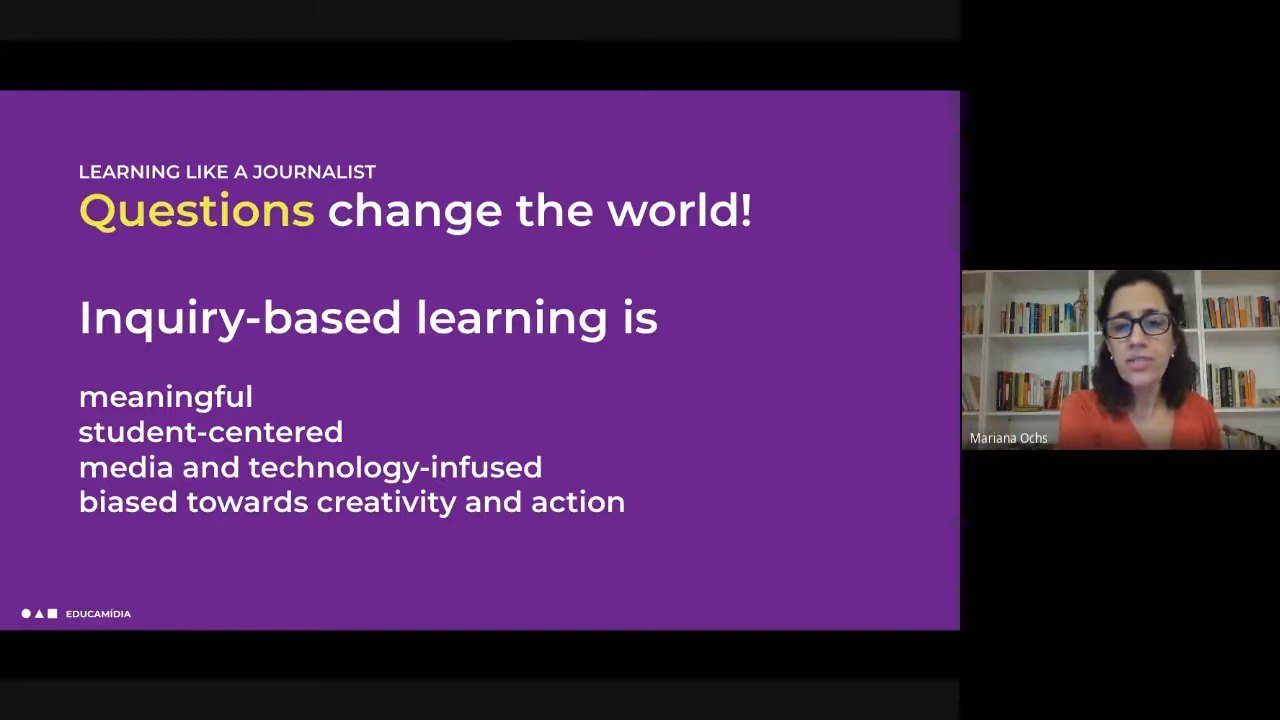 LEARNING LIKE A JOURNALIST
Questions change the world!
Inquiry-based learning is
meaningful
student-centered
media and technology-infused
biased towards creativity and action
EDUCAMÍDIA
Mariana Ochs